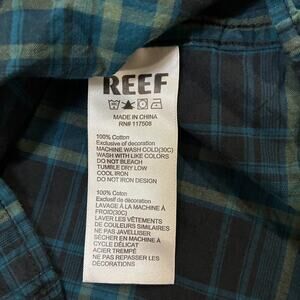 REEF
MADE IN CHINA
RN# 117508
100% Cotton
Exclusive of decoration
MACHINE WASH COLD(30C)
WASH WITH LIKE COLORS
DO NOT BLEACH
TUMBLE DRY LOW
COOL IRON
DO NOT IRON DESIGN
100% Coton
Exclusif de décoration
LAVAGE À LA MACHINE À
FROID(30C)
LAVER LES VÊTEMENTS
DE COULEURS SIMILAIRES
NE PAS JAVELLISER
SÉCHER EN MACHINE À
CYCLE DÉLICAT
ACIER TREMPÉ
NE PAS REPASSER LES
DÉCORATIONS